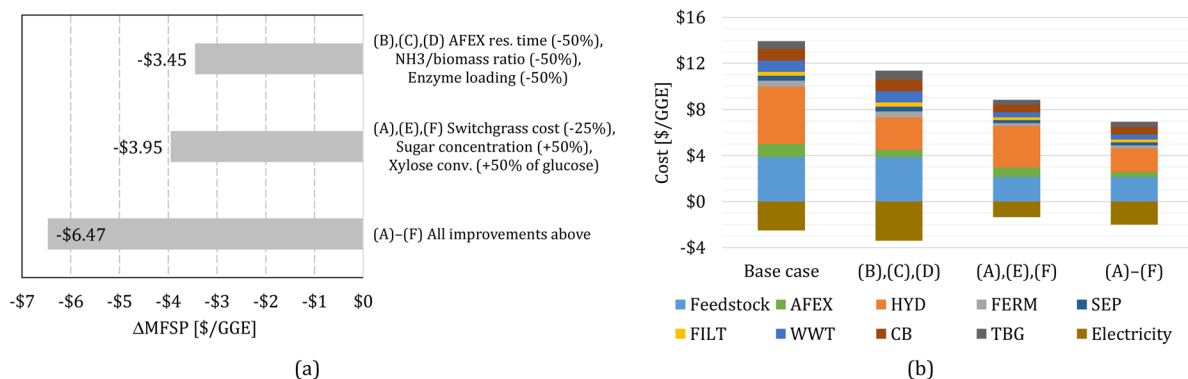 (B),(C),(D) AFEX res. time (-50%),
NH3/biomass ratio (-50%),
Enzyme loading (-50%)
-$3.45
(A),(E),(F) Switchgrass cost (-25%),
Sugar concentration (+50%),
Xylose conv. (+50% of glucose)
-$3.95
-$6.47
(A)–(F) All improvements above
-$7 -$6 -$5 -$4 -$3 -$2 -$1 $0
ΔMFSP [$/GGE]
(a)
Cost [$/GGE]
$16
$12
$8
$4
$0
-$4
Base case (B),(C),(D) (A),(E),(F) (A)–(F)
Feedstock AFEX HYD FERM SEP
FILT WWT CB TBG Electricity
(b)